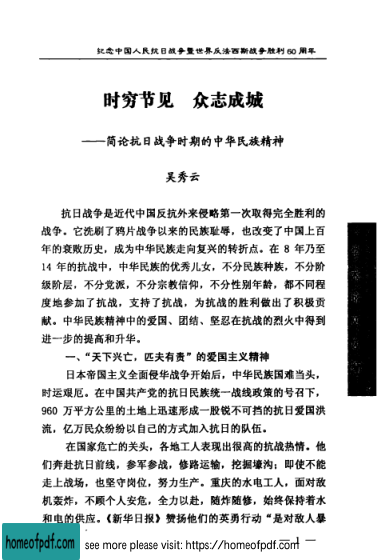 纪念中国人民抗日战争暨世界反法西斯战争胜利60周年
时穷节见 众志成城
——简论抗日战争时期的中华民族精神
吴秀云
抗日战争是近代中国反抗外来侵略第一次取得完全胜利的
战争。它洗刷了鸦片战争以来的民族耻辱，也改变了中国上百
年的衰败历史，成为中华民族走向复兴的转折点。在 8 年乃至
14 年的抗战中，中华民族的优秀儿女，不分民族种族，不分阶
级阶层，不分党派，不分宗教信仰，不分性别年龄，都不同程
度地参加了抗战，支持了抗战，为抗战的胜利做出了积极贡
献。中华民族精神中的爱国、团结、坚忍在抗战的烈火中得到
进一步的提高和升华。
一、“天下兴亡，匹夫有责”的爱国主义精神
日本帝国主义全面侵华战争开始后，中华民族国难当头，
时运艰厄。在中国共产党的抗日民族统一战线政策的号召下，
960 万平方公里的土地上迅速形成一股锐不可挡的抗日爱国洪
流，亿万民众纷纷以自己的方式加入抗日的队伍。
在国家危亡的关头，各地工人表现出很高的抗战热情。他
们奔赴抗日前线，参军参战，修路运输，挖掘壕沟；即使不能
走上战场，也坚守岗位，努力生产。重庆的水电工人，面对敌
机轰炸，不顾个人安危，全力以赴，随炸随修，始终保持着水
和电的供应。《新华日报》赞扬他们的英勇行动“是对敌人暴
— 1 —
homeofpdf.com
see more please visit: https://homeofpdf.com